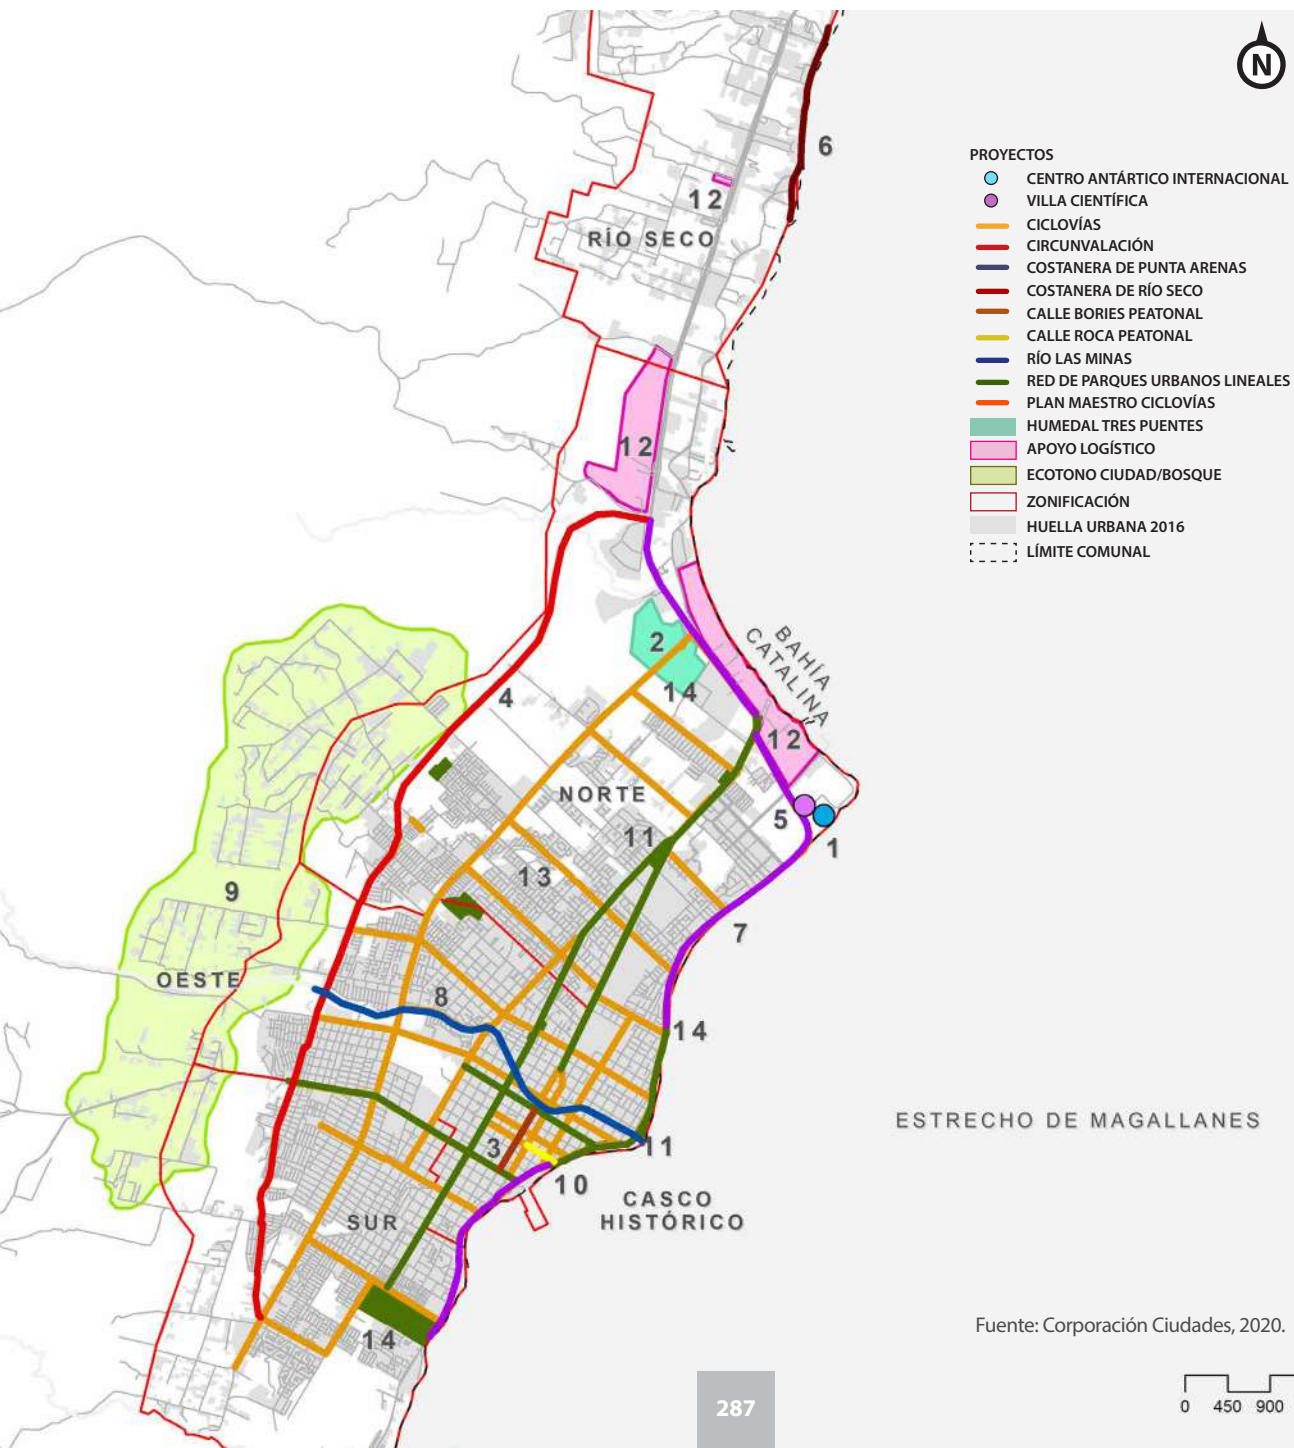 N
6
PROYECTOS
CENTRO ANTÁRTICO INTERNACIONAL
VILLA CIENTÍFICA
CICLOVÍAS
CIRCUNVALACIÓN
COSTANERA DE PUNTA ARENAS
COSTANERA DE RÍO SECO
CALLE BORIES PEATONAL
CALLE ROCA PEATONAL
RÍO LAS MINAS
RED DE PARQUES URBANOS LINEALES
PLAN MAESTRO CICLOVÍAS
HUMEDAL TRES PUENTES
APOYO LOGÍSTICO
ECOTONO CIUDAD/BOSQUE
ZONIFICACIÓN
HUELLA URBANA 2016
LÍMITE COMUNAL
12
RÍO SECO
12
2
BAHÍA
CATALINA
14
4
12
NORTE
5
11
1
13
9
7
OESTE
8
14
ESTRECHO DE MAGALLANES
3
11
10
CASCO
HISTÓRICO
SUR
14
Fuente: Corporación Ciudades, 2020.
287
0 450 900